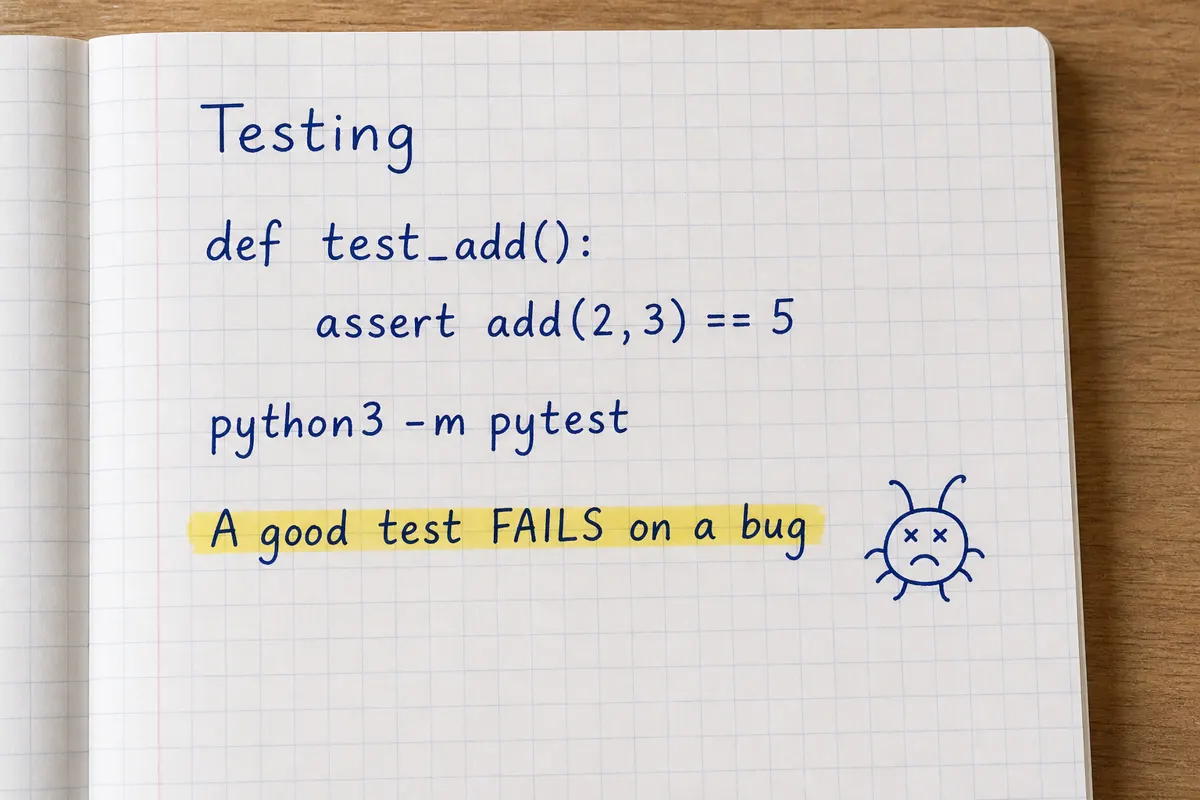 Testing
def test_add():
    assert add(2,3) == 5
python3 -m pytest
A good test FAILS on a bug